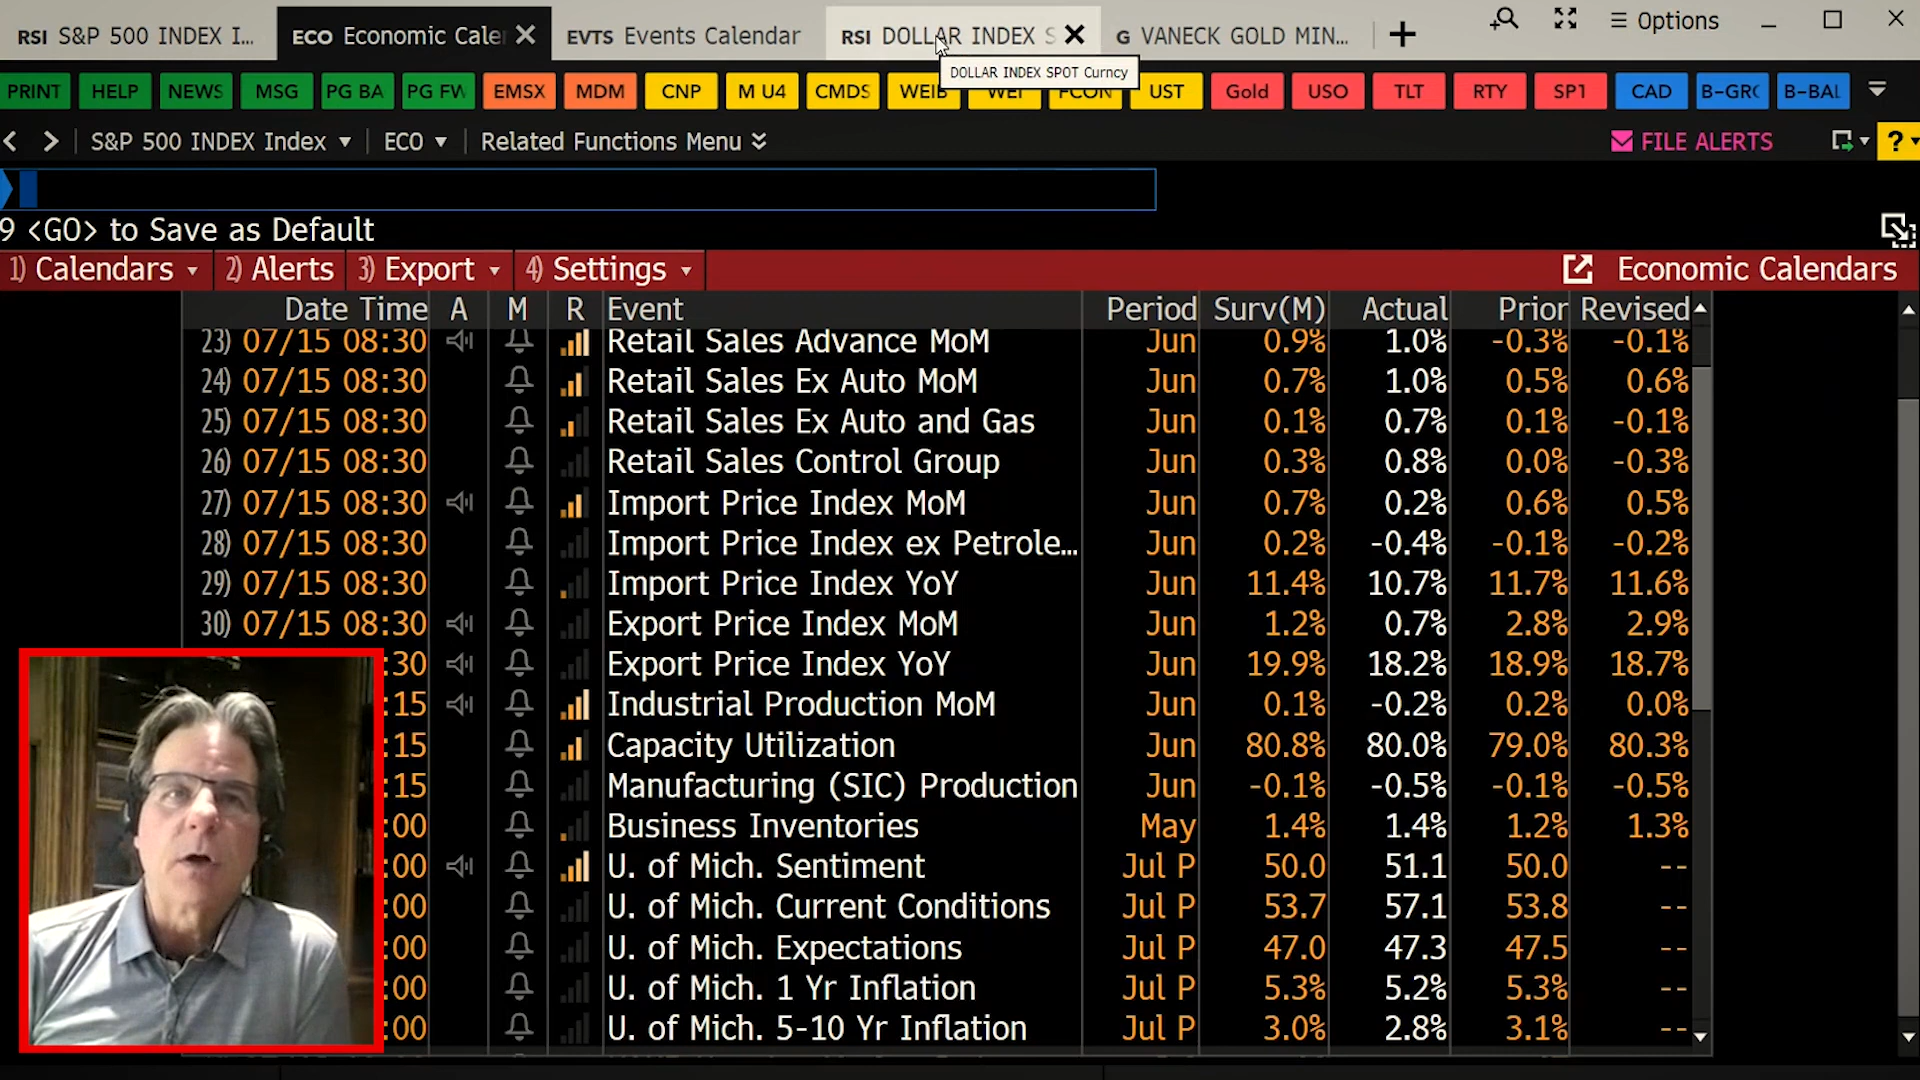 RSI S&P 500 INDEX I... ECO Economic Cale EVTS Events Calendar RSI DOLLAR INDEX S G VANECK GOLD MIN... Options
DOLLAR INDEX SPOT Curncy
PRINT HELP NEWS MSG PG BA PG FW EMSX MDM CNP M U4 CMDS WEIB WEI FCON UST Gold USO TLT RTY SP1 CAD B-GRC B-BAL
S&P 500 INDEX Index ECO Related Functions Menu FILE ALERTS ?
9 <GO> to Save as Default
1) Calendars 2) Alerts 3) Export 4) Settings Economic Calendars
Date Time A M R Event Period Surv(M) Actual Prior Revised
23) 07/15 08:30 Retail Sales Advance MoM Jun 0.9% 1.0% -0.3% -0.1%
24) 07/15 08:30 Retail Sales Ex Auto MoM Jun 0.7% 1.0% 0.5% 0.6%
25) 07/15 08:30 Retail Sales Ex Auto and Gas Jun 0.1% 0.7% 0.1% -0.1%
26) 07/15 08:30 Retail Sales Control Group Jun 0.3% 0.8% 0.0% -0.3%
27) 07/15 08:30 Import Price Index MoM Jun 0.7% 0.2% 0.6% 0.5%
28) 07/15 08:30 Import Price Index ex Petrole... Jun 0.2% -0.4% -0.1% -0.2%
29) 07/15 08:30 Import Price Index YoY Jun 11.4% 10.7% 11.7% 11.6%
30) 07/15 08:30 Export Price Index MoM Jun 1.2% 0.7% 2.8% 2.9%
:30 Export Price Index YoY Jun 19.9% 18.2% 18.9% 18.7%
:15 Industrial Production MoM Jun 0.1% -0.2% 0.2% 0.0%
:15 Capacity Utilization Jun 80.8% 80.0% 79.0% 80.3%
:15 Manufacturing (SIC) Production Jun -0.1% -0.5% -0.1% -0.5%
:00 Business Inventories May 1.4% 1.4% 1.2% 1.3%
:00 U. of Mich. Sentiment Jul P 50.0 51.1 50.0 --
:00 U. of Mich. Current Conditions Jul P 53.7 57.1 53.8 --
:00 U. of Mich. Expectations Jul P 47.0 47.3 47.5 --
:00 U. of Mich. 1 Yr Inflation Jul P 5.3% 5.2% 5.3% --
:00 U. of Mich. 5-10 Yr Inflation Jul P 3.0% 2.8% 3.1% --